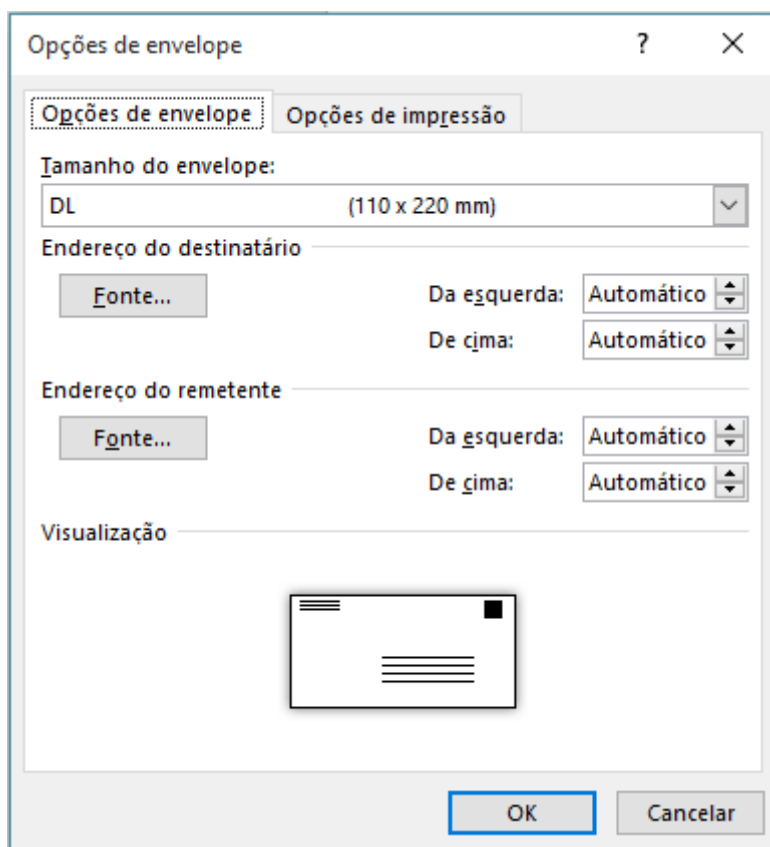 Opções de envelope ? ×
Opções de envelope Opções de impressão
Tamanho do envelope:
DL (110 x 220 mm)
Endereço do destinatário
Fonte... Da esquerda: Automático
De cima: Automático
Endereço do remetente
Fonte... Da esquerda: Automático
De cima: Automático
Visualização
OK Cancelar